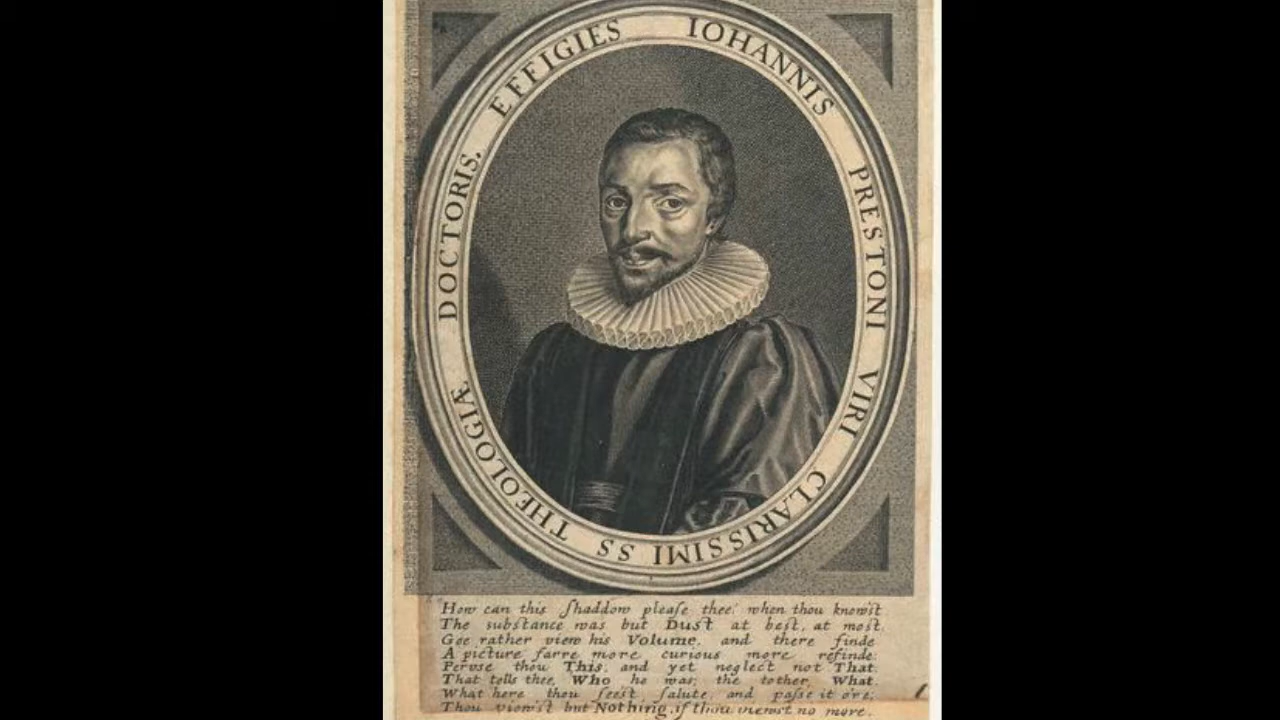 EFFIGIES IOHANNIS PRESTONI VIRI CLARISSIMI SS THEOLOGIÆ DOCTORIS.
How can this ſhaddow pleaſe thee, when thou knowst
The subſtance was but Dust at beſt, at most.
Goe rather view his Volume, and there finde
A picture farre more curious more refinde:
Peruse thou This, and yet neglect not That.
That tells thee, Who he was; the tother, What.
What here thou ſeest, ſalute, and paſse it o're;
Thou view'st but Nothing, if thou viewst no more.